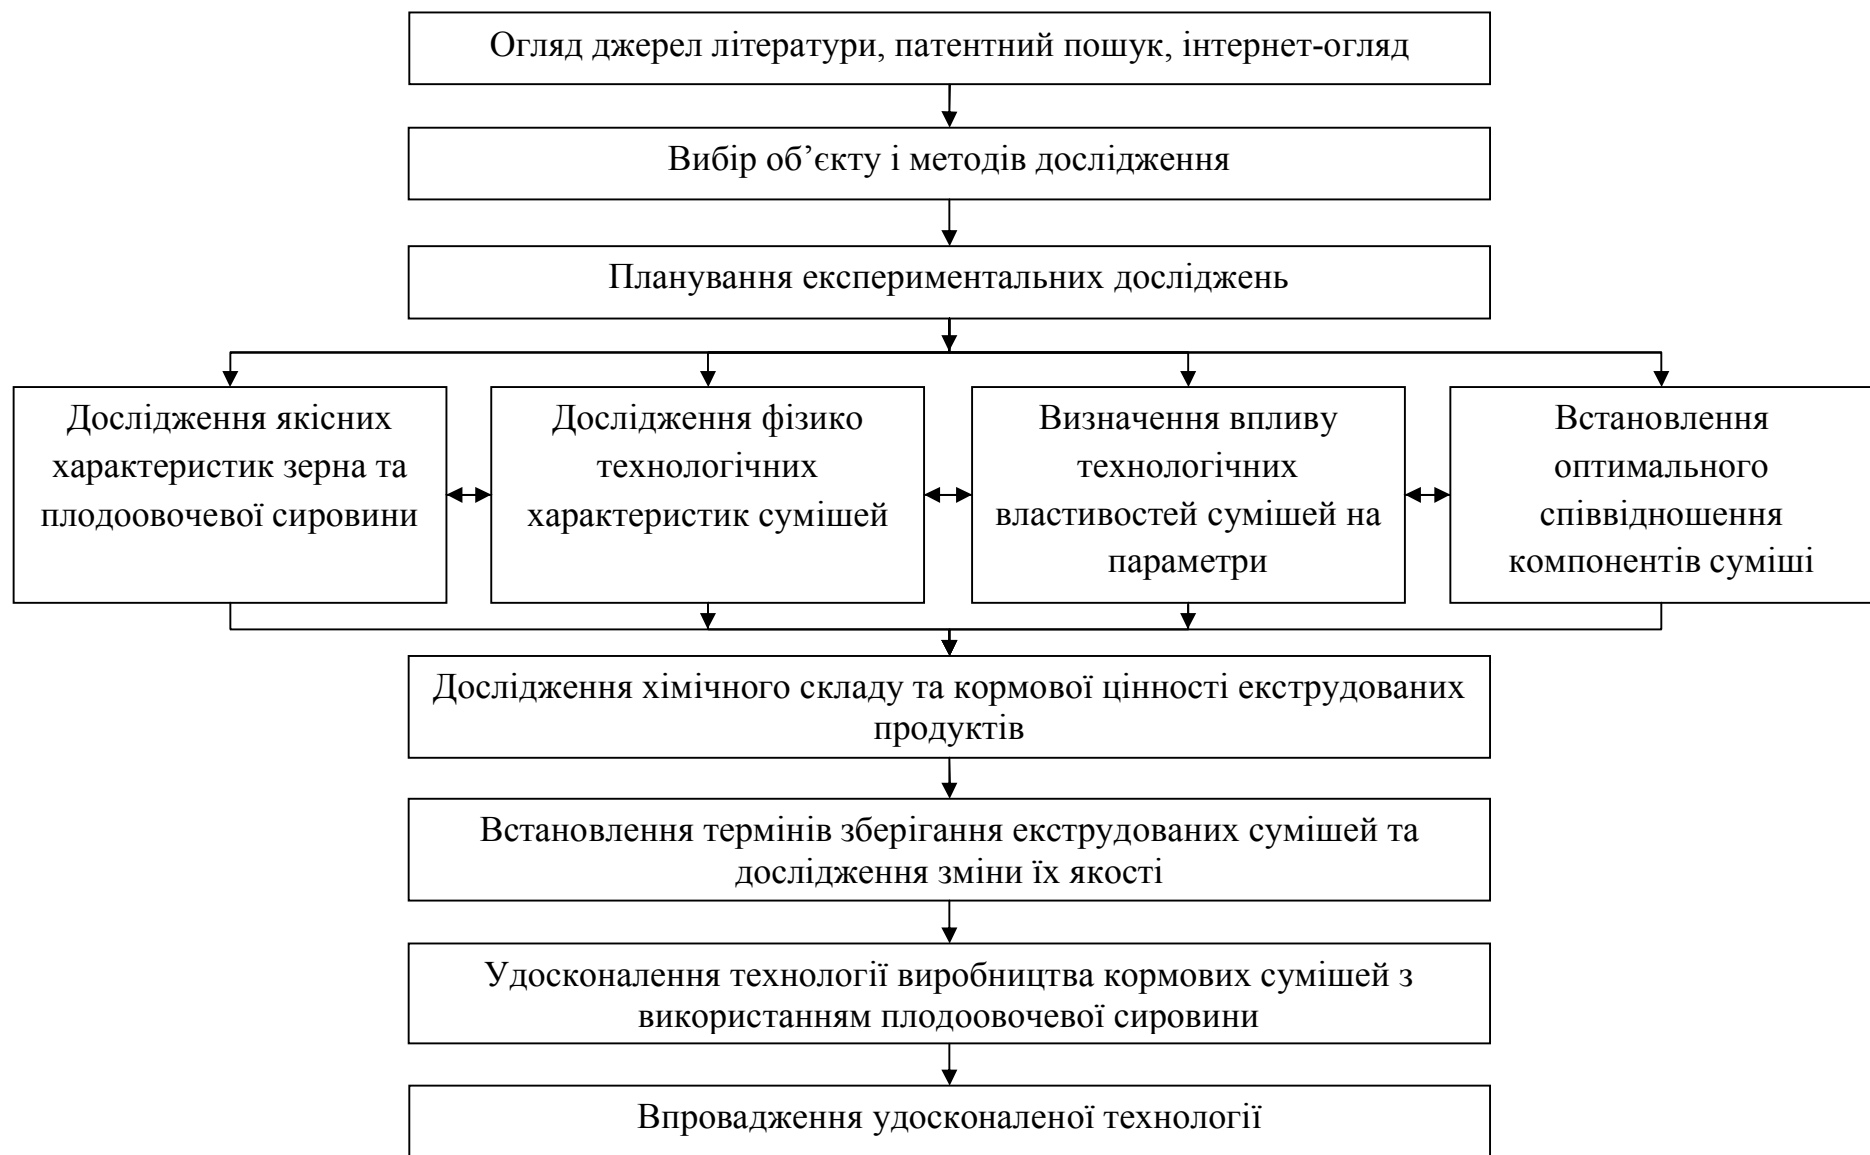 Огляд джерел літератури, патентний пошук, інтернет-огляд
Вибір об’єкту і методів дослідження
Планування експериментальних досліджень
Дослідження якісних
характеристик зерна та
плодоовочевої сировини
Дослідження фізико
технологічних
характеристик сумішей
Визначення впливу
технологічних
властивостей сумішей на
параметри
Встановлення
оптимального
співвідношення
компонентів суміші
Дослідження хімічного складу та кормової цінності екструдованих
продуктів
Встановлення термінів зберігання екструдованих сумішей та
дослідження зміни їх якості
Удосконалення технології виробництва кормових сумішей з
використанням плодоовочевої сировини
Впровадження удосконаленої технології